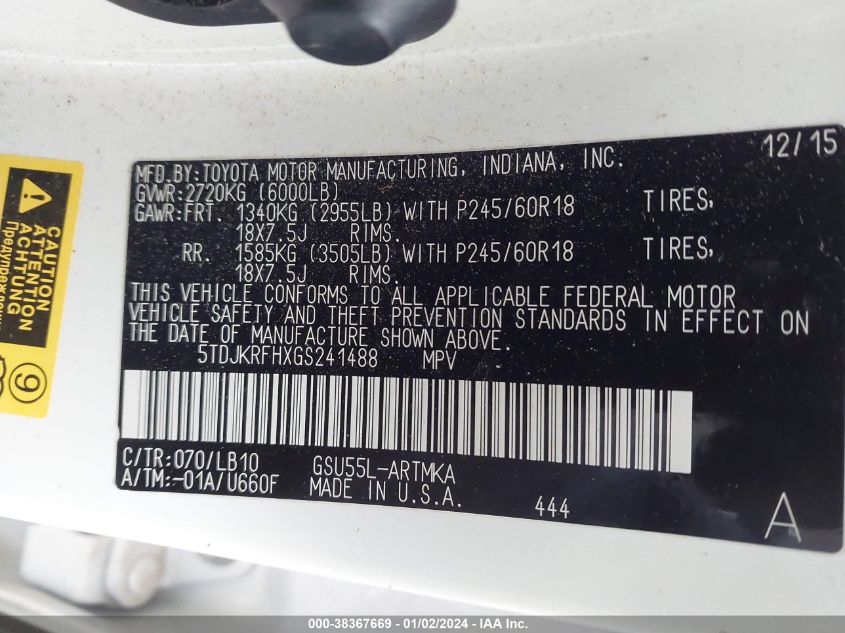 MFD.BY:TOYOTA MOTOR MANUFACTURING, INDIANA, INC. 12/15
GVWR:2720KG (6000LB)
GAWR:FRT. 1340KG (2955LB) WITH P245/60R18 TIRES,
18X7.5J RIMS.
RR. 1585KG (3505LB) WITH P245/60R18 TIRES,
18X7.5J RIMS.
THIS VEHICLE CONFORMS TO ALL APPLICABLE FEDERAL MOTOR
VEHICLE SAFETY AND THEFT PREVENTION STANDARDS IN EFFECT ON
THE DATE OF MANUFACTURE SHOWN ABOVE.
5TDJKRFHXGS241488 MPV
C/TR:070/LB10 GSU55L-ARTMKA
A/TM:-01A/U660F MADE IN U.S.A. 444 A
CAUTION
ATTENTION
ACHTUNG
Предупреждение
9
000-38367669 - 01/02/2024 - IAA Inc.